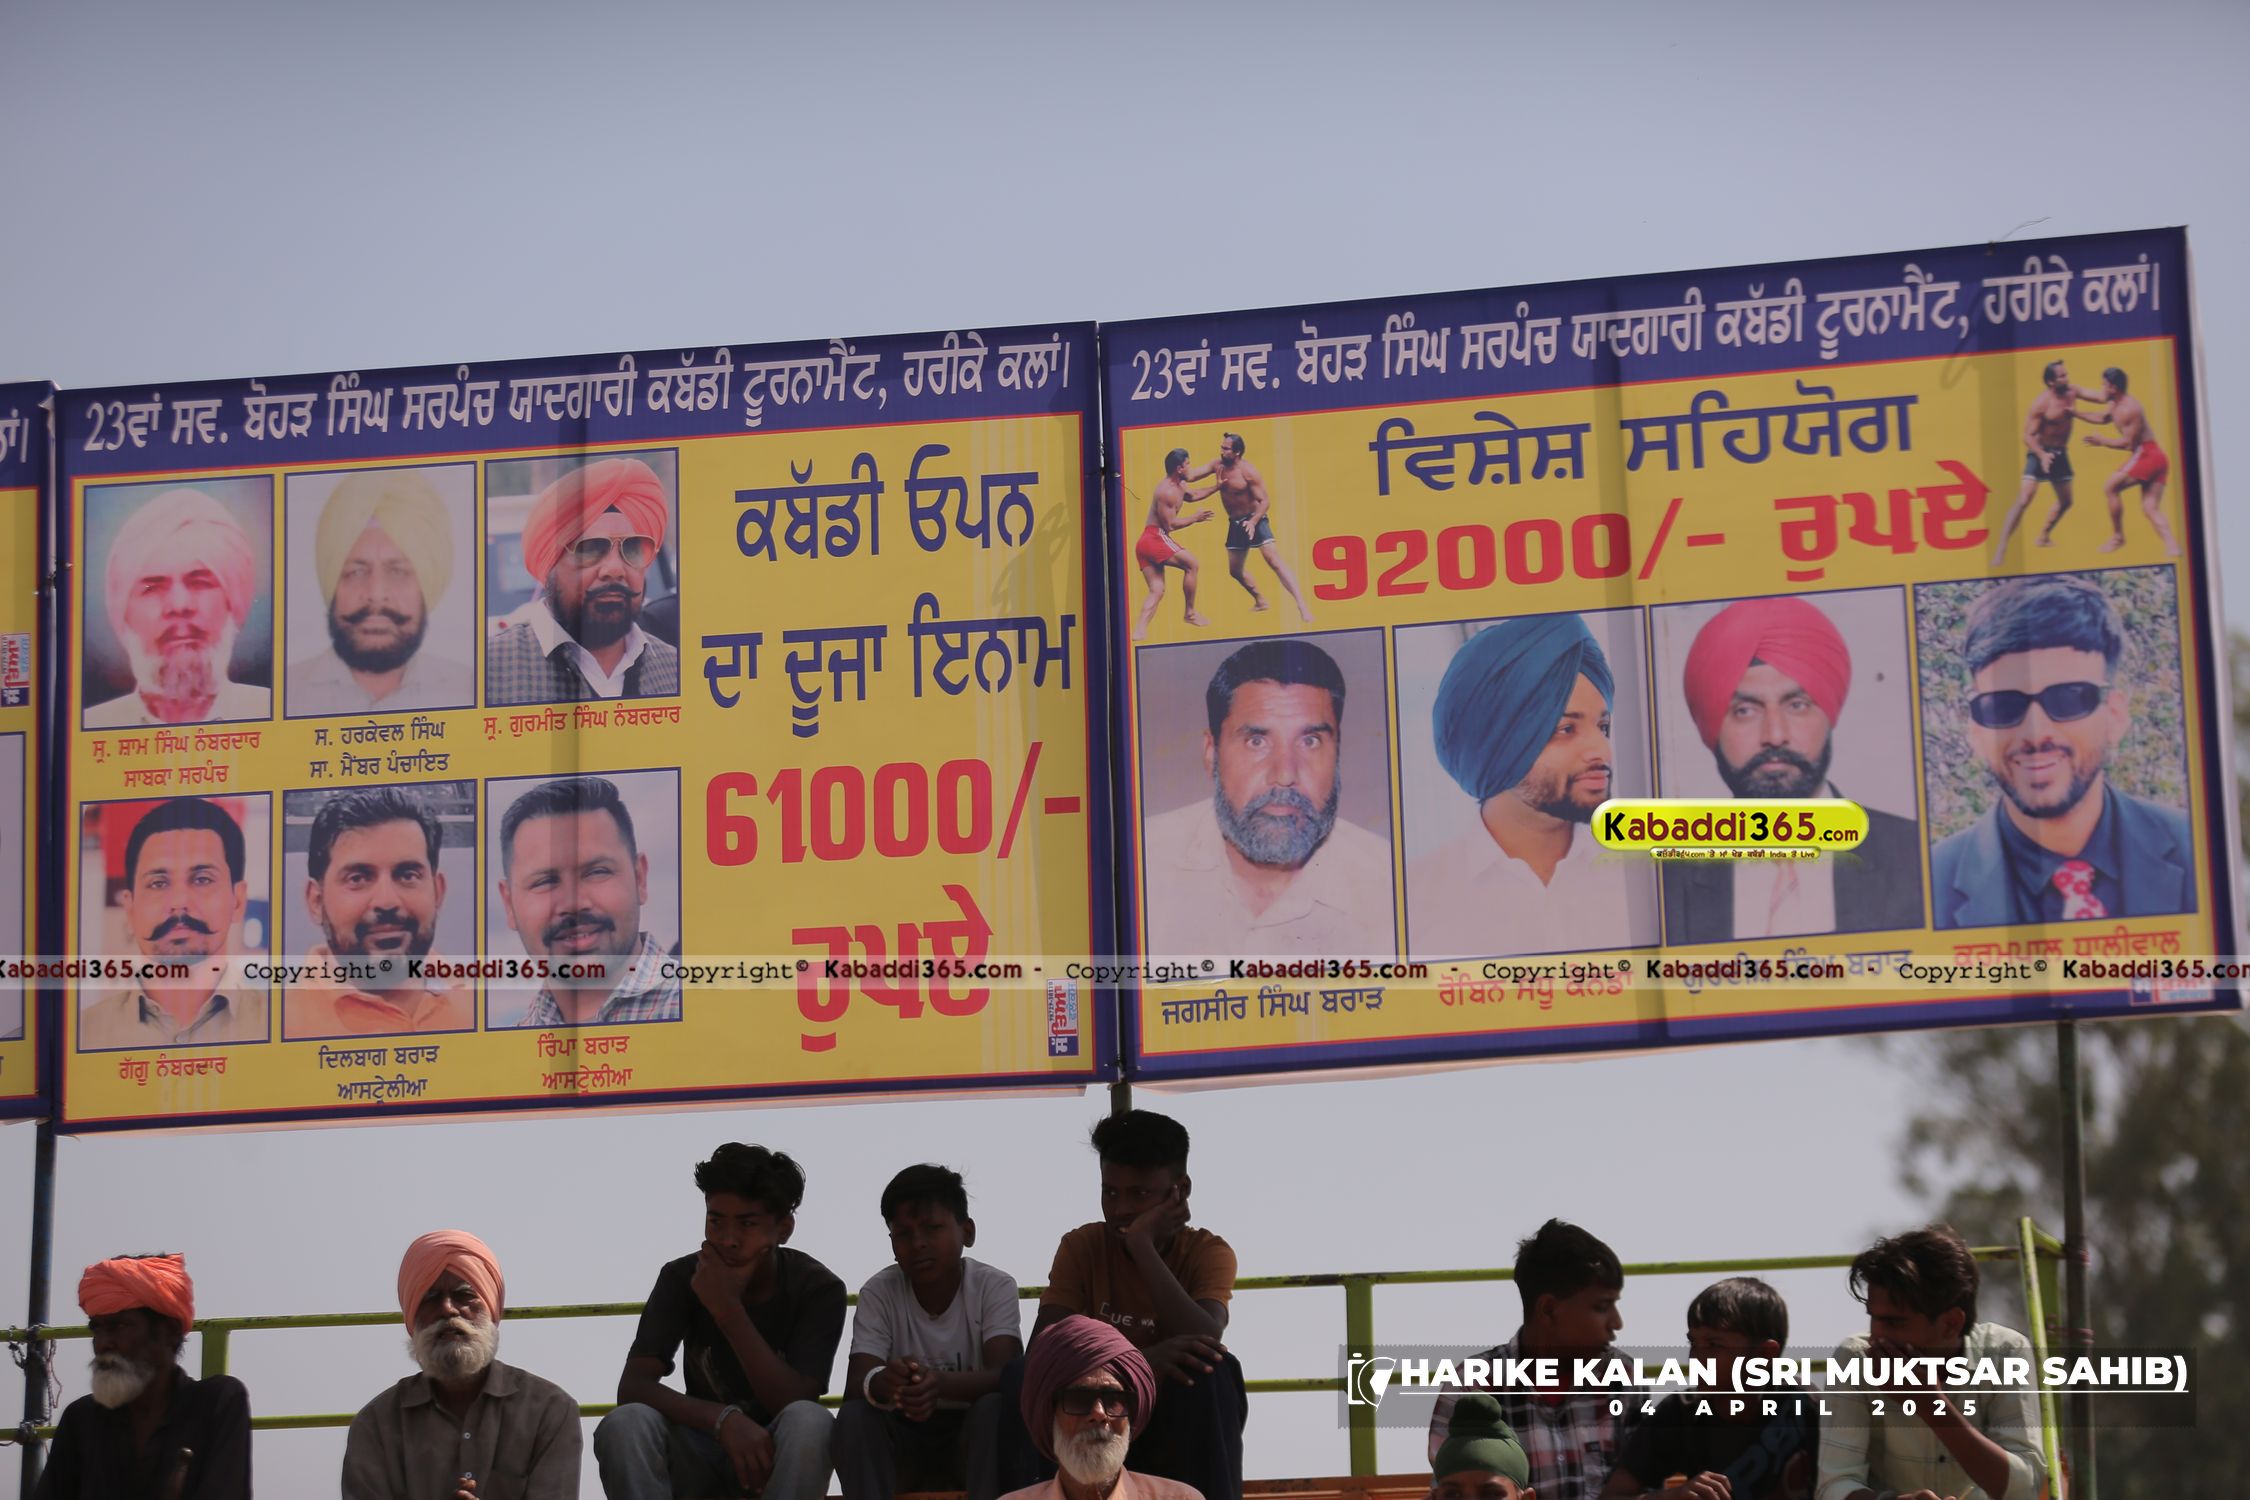 23ਵਾਂ ਸਵ. ਬੋਹੜ ਸਿੰਘ ਸਰਪੰਚ ਯਾਦਗਾਰੀ ਕਬੱਡੀ ਟੂਰਨਾਮੈਂਟ, ਹਰੀਕੇ ਕਲਾਂ।
ਕਬੱਡੀ ਓਪਨ
ਦਾ ਦੂਜਾ ਇਨਾਮ
61000/-
ਰੁਪਏ
ਸ੍ਰ. ਸ਼ਾਮ ਸਿੰਘ ਨੰਬਰਦਾਰ
ਸਾਬਕਾ ਸਰਪੰਚ
ਸ. ਹਰਕੇਵਲ ਸਿੰਘ
ਸਾ. ਮੈਂਬਰ ਪੰਚਾਇਤ
ਸ੍ਰ. ਗੁਰਮੀਤ ਸਿੰਘ ਨੰਬਰਦਾਰ
ਗੱਗੂ ਨੰਬਰਦਾਰ
ਦਿਲਬਾਗ ਬਰਾੜ
ਆਸਟ੍ਰੇਲੀਆ
ਰਿੰਪਾ ਬਰਾੜ
ਆਸਟ੍ਰੇਲੀਆ
23ਵਾਂ ਸਵ. ਬੋਹੜ ਸਿੰਘ ਸਰਪੰਚ ਯਾਦਗਾਰੀ ਕਬੱਡੀ ਟੂਰਨਾਮੈਂਟ, ਹਰੀਕੇ ਕਲਾਂ।
ਵਿਸ਼ੇਸ਼ ਸਹਿਯੋਗ
92000/- ਰੁਪਏ
ਜਗਸੀਰ ਸਿੰਘ ਬਰਾੜ
ਰੋਬਿਨ ਸੰਧੂ ਕੈਨੇਡਾ
ਗੁਰਦੀਪ ਸਿੰਘ ਬਰਾੜ
ਕਰਮਪਾਲ ਧਾਲੀਵਾਲ
Kabaddi365.com
Kabaddi365.com - Copyright© Kabaddi365.com - Copyright© Kabaddi365.com - Copyright© Kabaddi365.com - Copyright© Kabaddi365.com - Copyright© Kabaddi365.com
HARIKE KALAN (SRI MUKTSAR SAHIB)
04 APRIL 2025